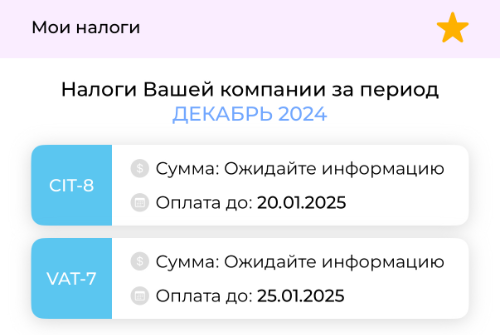 Мои налоги
Налоги Вашей компании за период
ДЕКАБРЬ 2024
CIT-8
Сумма: Ожидайте информацию
Оплата до: 20.01.2025
VAT-7
Сумма: Ожидайте информацию
Оплата до: 25.01.2025